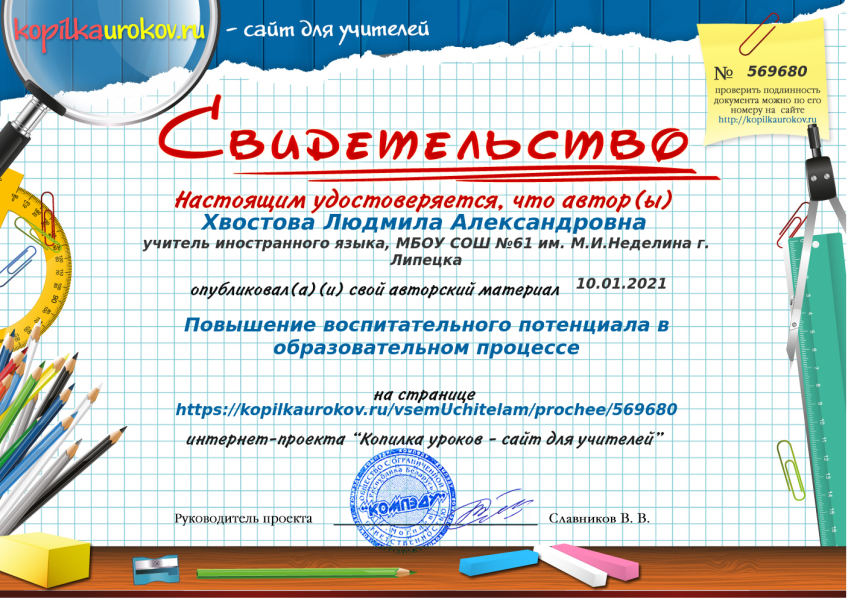 kopilkaurokov.ru - сайт для учителей
№ 569680
проверить подлинность
документа можно по его
номеру на сайте
http://kopilkaurokov.ru
Свидетельство
Настоящим удостоверяется, что автор(ы)
Хвостова Людмила Александровна
учитель иностранного языка, МБОУ СОШ №61 им. М.И.Неделина г.
Липецка
опубликовал(а)(и) свой авторский материал 10.01.2021
Повышение воспитательного потенциала в
образовательном процессе
на странице
https://kopilkaurokov.ru/vsemUchitelam/prochee/569680
интернет-проекта “Копилка уроков - сайт для учителей”
Республика Беларусь
"КОМПЭДУ"
Руководитель проекта Славников В. В.